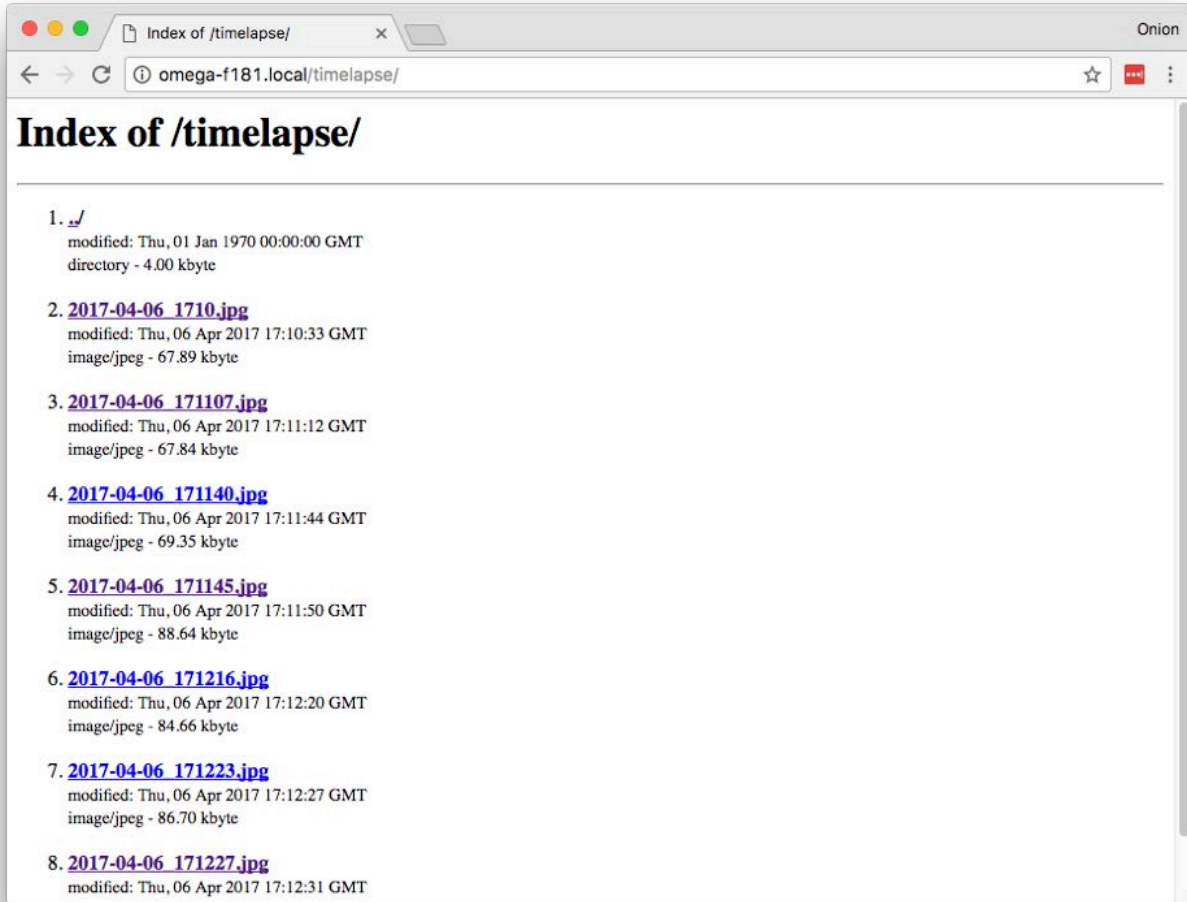 Index of /timelapse/
Onion
omega-f181.local/timelapse/
Index of /timelapse/
1. ../
modified: Thu, 01 Jan 1970 00:00:00 GMT
directory - 4.00 kbyte
2. 2017-04-06_1710.jpg
modified: Thu, 06 Apr 2017 17:10:33 GMT
image/jpeg - 67.89 kbyte
3. 2017-04-06_171107.jpg
modified: Thu, 06 Apr 2017 17:11:12 GMT
image/jpeg - 67.84 kbyte
4. 2017-04-06_171140.jpg
modified: Thu, 06 Apr 2017 17:11:44 GMT
image/jpeg - 69.35 kbyte
5. 2017-04-06_171145.jpg
modified: Thu, 06 Apr 2017 17:11:50 GMT
image/jpeg - 88.64 kbyte
6. 2017-04-06_171216.jpg
modified: Thu, 06 Apr 2017 17:12:20 GMT
image/jpeg - 84.66 kbyte
7. 2017-04-06_171223.jpg
modified: Thu, 06 Apr 2017 17:12:27 GMT
image/jpeg - 86.70 kbyte
8. 2017-04-06_171227.jpg
modified: Thu, 06 Apr 2017 17:12:31 GMT